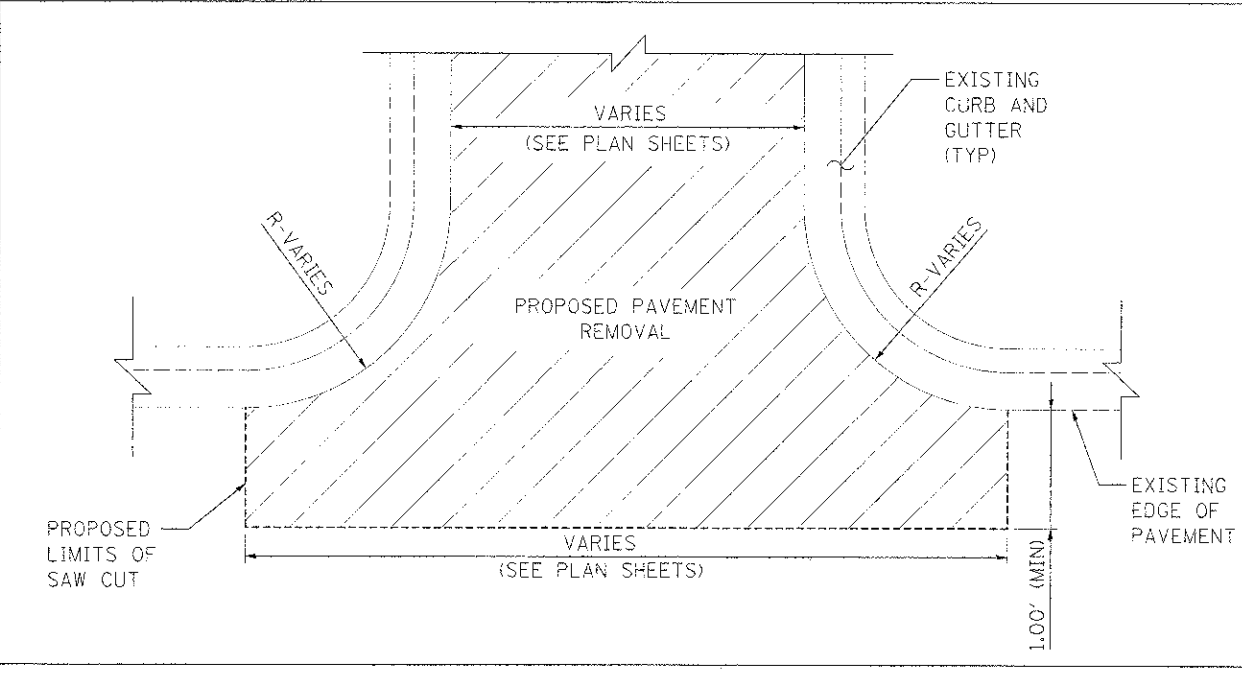 VARIES
(SEE PLAN SHEETS)
EXISTING
CURB AND
GUTTER
(TYP)
R-VARIES
R-VARIES
PROPOSED PAVEMENT
REMOVAL
PROPOSED
LIMITS OF
SAW CUT
VARIES
(SEE PLAN SHEETS)
1.00' (MIN)
EXISTING
EDGE OF
PAVEMENT